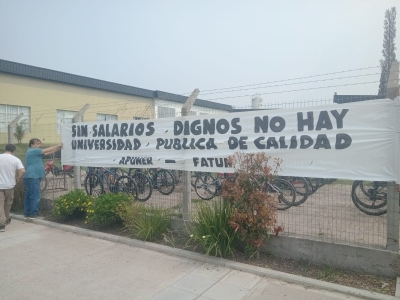 SIN SALARIOS DIGNOS NO HAY
UNIVERSIDAD PUBLICA DE CALIDAD
APUNER — FATUN